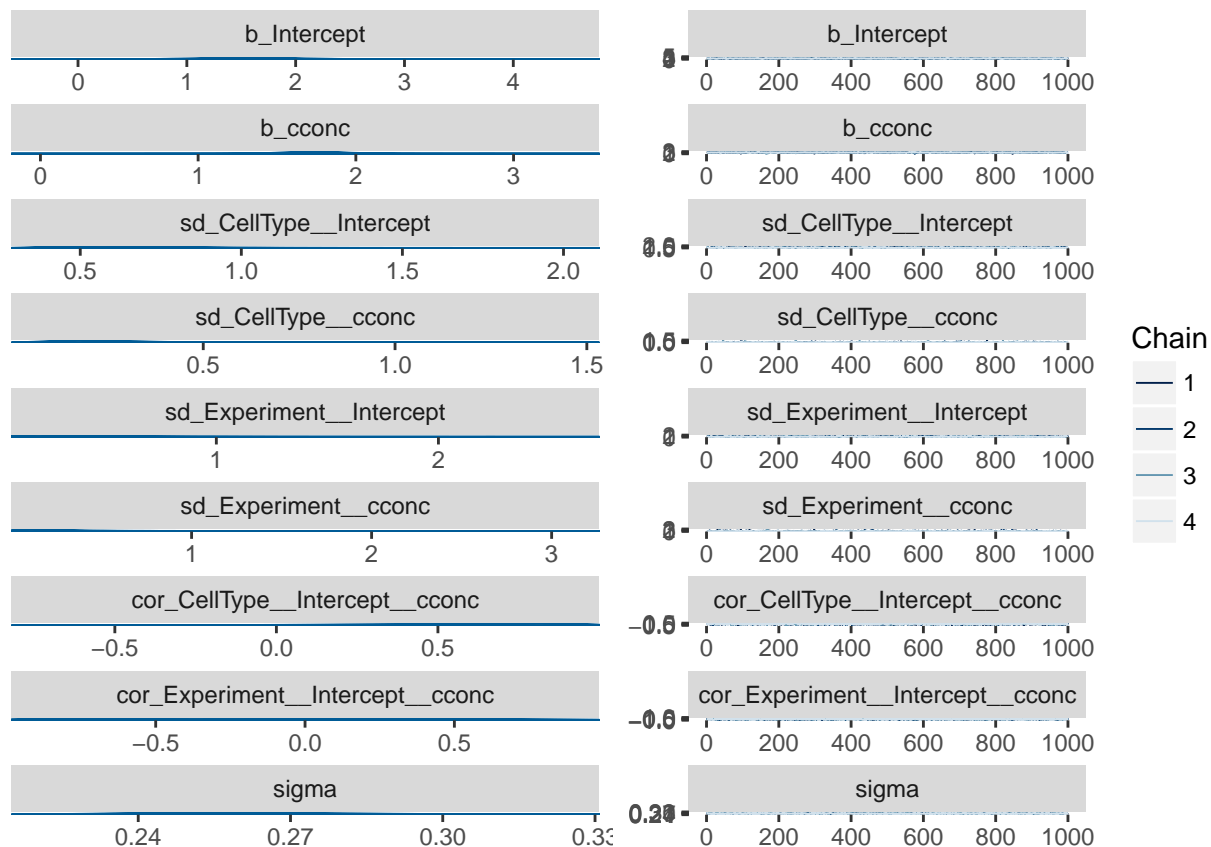 b_Intercept
0 1 2 3 4
b_Intercept
0 200 400 600 800 1000
b_cconc
0 1 2 3
b_cconc
0 200 400 600 800 1000
sd_CellType__Intercept
0.5 1.0 1.5 2.0
sd_CellType__Intercept
0 200 400 600 800 1000
sd_CellType__cconc
0.5 1.0 1.5
sd_CellType__cconc
0 200 400 600 800 1000
sd_Experiment__Intercept
1 2
sd_Experiment__Intercept
0 200 400 600 800 1000
sd_Experiment__cconc
1 2 3
sd_Experiment__cconc
0 200 400 600 800 1000
cor_CellType__Intercept__cconc
−0.5 0.0 0.5
cor_CellType__Intercept__cconc
0 200 400 600 800 1000
cor_Experiment__Intercept__cconc
−0.5 0.0 0.5
cor_Experiment__Intercept__cconc
0 200 400 600 800 1000
sigma
0.24 0.27 0.30 0.33
sigma
0 200 400 600 800 1000
Chain
1
2
3
4